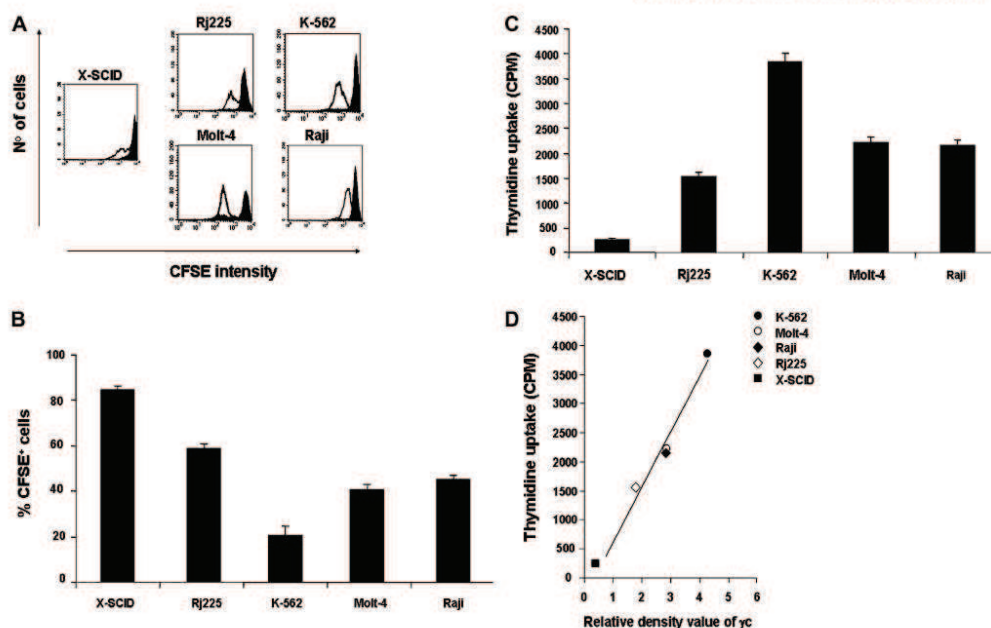 A
Rj225
K-562
X-SCID
Nº of cells
Molt-4
Raji
CFSE intensity
B
100
80
60
40
20
0
% CFSE+ cells
X-SCID Rj225 K-562 Molt-4 Raji
C
4500
4000
3500
3000
2500
2000
1500
1000
500
0
Thymidine uptake (CPM)
X-SCID Rj225 K-562 Molt-4 Raji
D
4500
4000
3500
3000
2500
2000
1500
1000
500
0
Thymidine uptake (CPM)
K-562
Molt-4
Raji
Rj225
X-SCID
0 1 2 3 4 5 6
Relative density value of γc